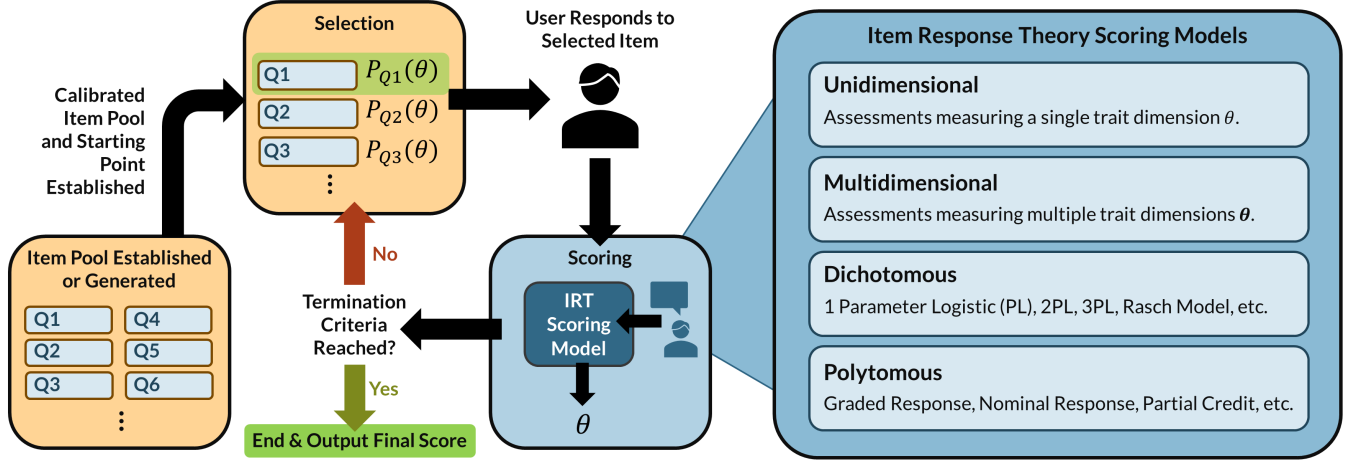 Calibrated
Item Pool
and Starting
Point
Established
Item Pool Established
or Generated
Q1 Q4
Q2 Q5
Q3 Q6
⋮
Selection
Q1 P_{Q1}(θ)
Q2 P_{Q2}(θ)
Q3 P_{Q3}(θ)
⋮
User Responds to
Selected Item
Scoring
IRT
Scoring
Model
θ
Termination
Criteria
Reached?
No
Yes
End & Output Final Score
Item Response Theory Scoring Models
Unidimensional
Assessments measuring a single trait dimension θ.
Multidimensional
Assessments measuring multiple trait dimensions θ.
Dichotomous
1 Parameter Logistic (PL), 2PL, 3PL, Rasch Model, etc.
Polytomous
Graded Response, Nominal Response, Partial Credit, etc.